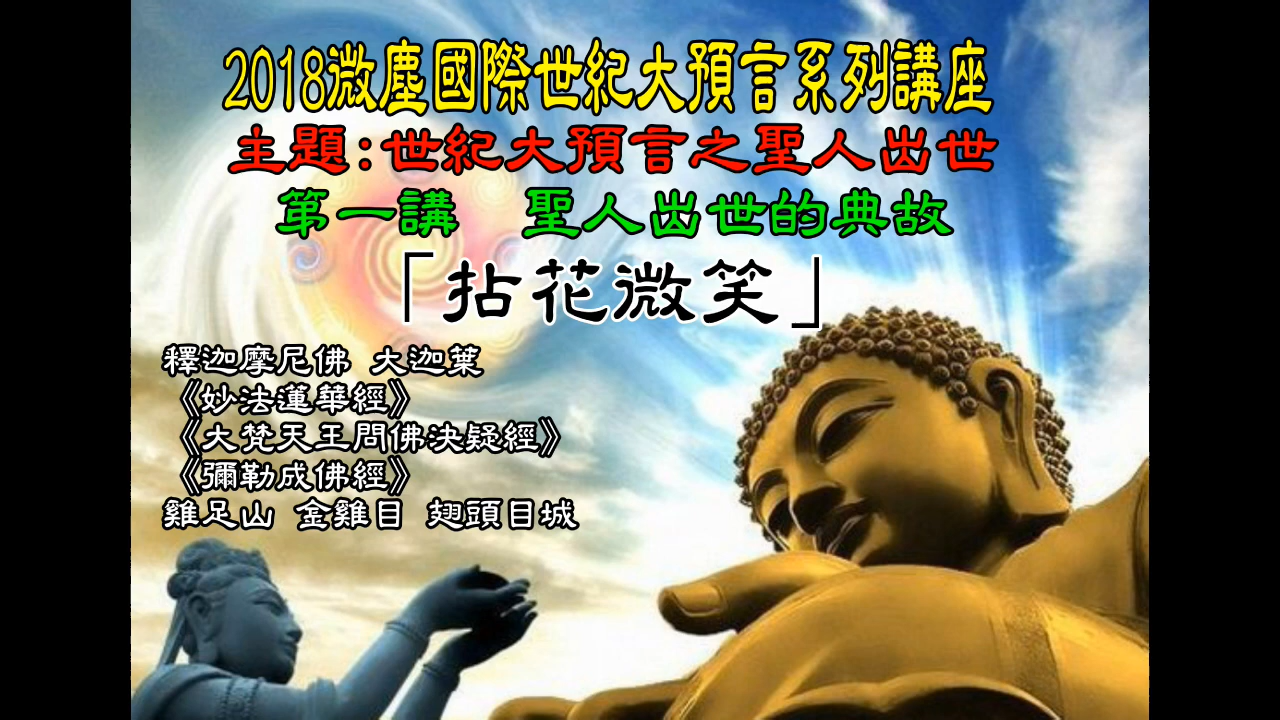 2018微塵國際世紀大預言系列講座
主題:世紀大預言之聖人出世
第一講 聖人出世的典故
「拈花微笑」
釋迦摩尼佛 大迦葉
《妙法蓮華經》
《大梵天王問佛決疑經》
《彌勒成佛經》
雞足山 金雞目 翅頭目城